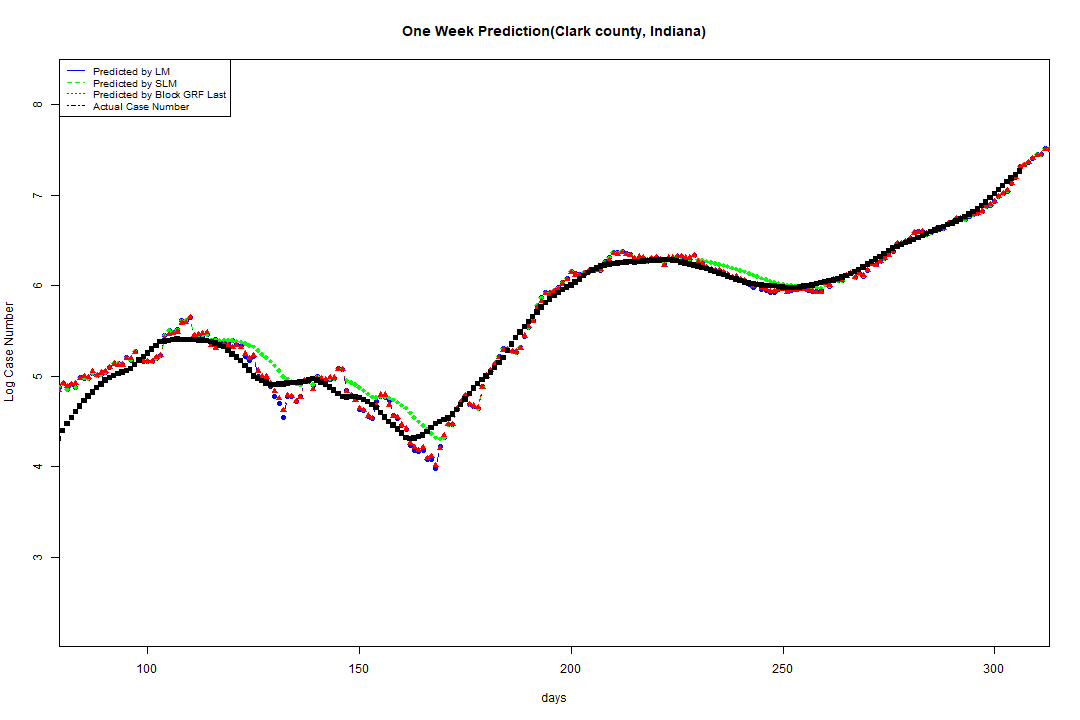 One Week Prediction(Clark county, Indiana)
Predicted by LM
Predicted by SLM
Predicted by Block GRF Last
Actual Case Number
8
7
6
5
4
3
Log Case Number
100 150 200 250 300
days